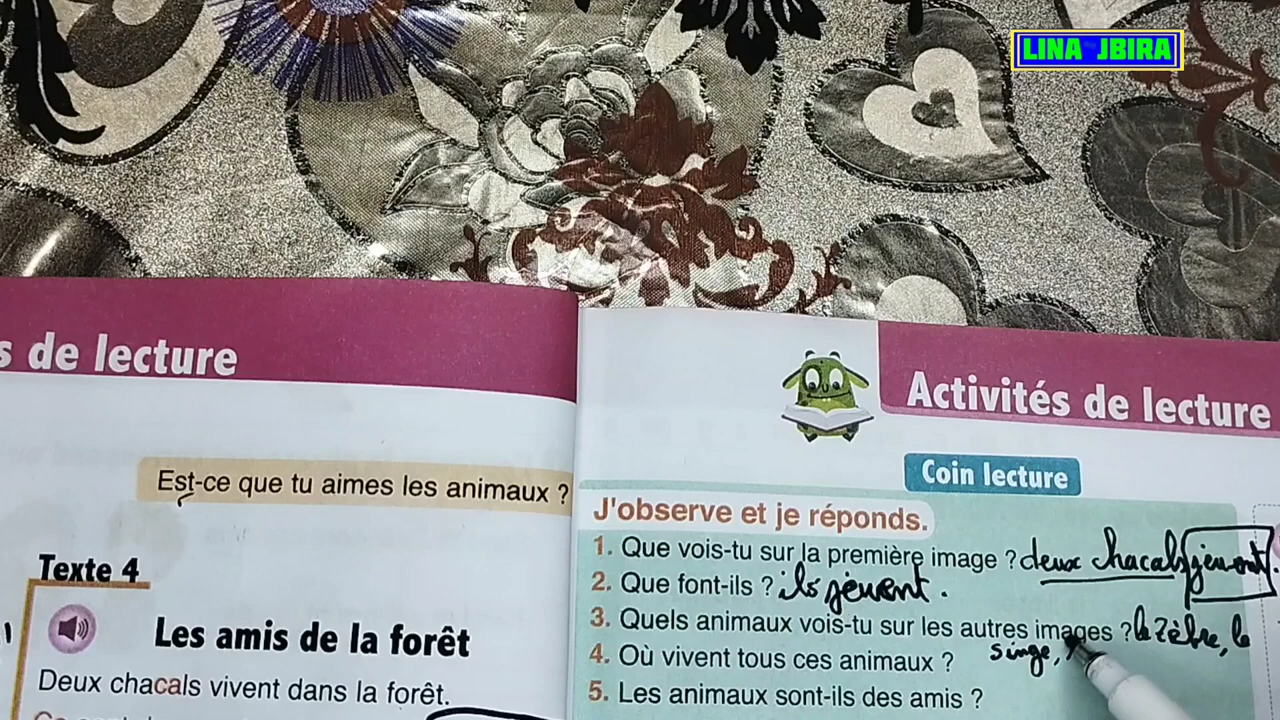 LINA JBIRA
s de lecture
Est-ce que tu aimes les animaux ?
Texte 4
Les amis de la forêt
Deux chacals vivent dans la forêt.
Activités de lecture
Coin lecture
J'observe et je réponds.
1. Que vois-tu sur la première image ? deux chacals jeuent.
2. Que font-ils ? ils jeuent.
3. Quels animaux vois-tu sur les autres images ? le zèbre, le
singe,
4. Où vivent tous ces animaux ?
5. Les animaux sont-ils des amis ?